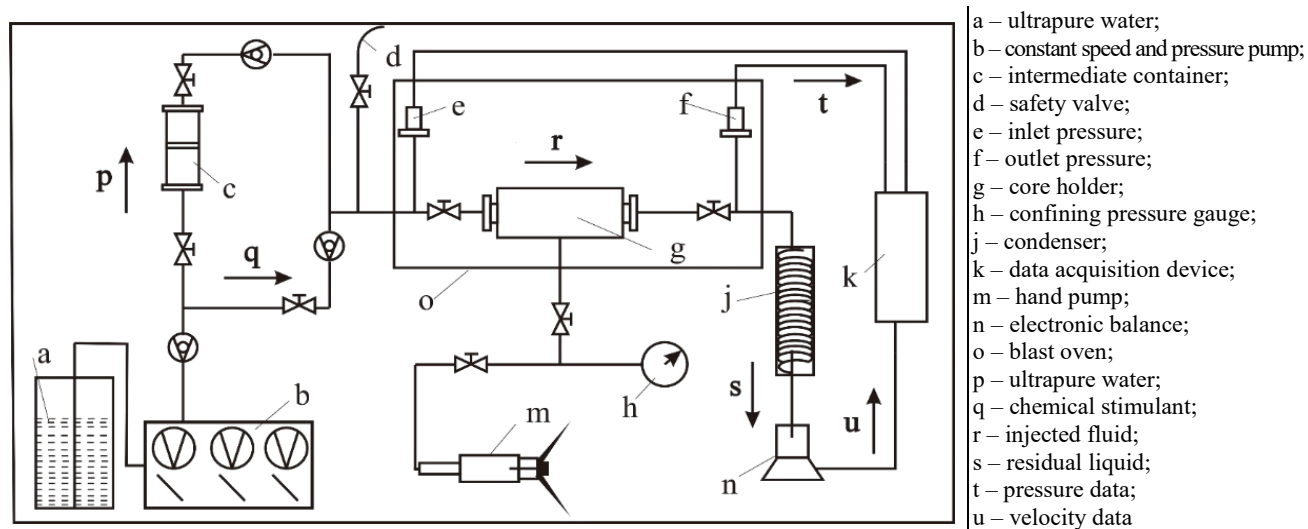 d
e
f
t
r
p
c
q
g
k
o
j
a
b
h
s
m
u
n
a – ultrapure water;
b – constant speed and pressure pump;
c – intermediate container;
d – safety valve;
e – inlet pressure;
f – outlet pressure;
g – core holder;
h – confining pressure gauge;
j – condenser;
k – data acquisition device;
m – hand pump;
n – electronic balance;
o – blast oven;
p – ultrapure water;
q – chemical stimulant;
r – injected fluid;
s – residual liquid;
t – pressure data;
u – velocity data